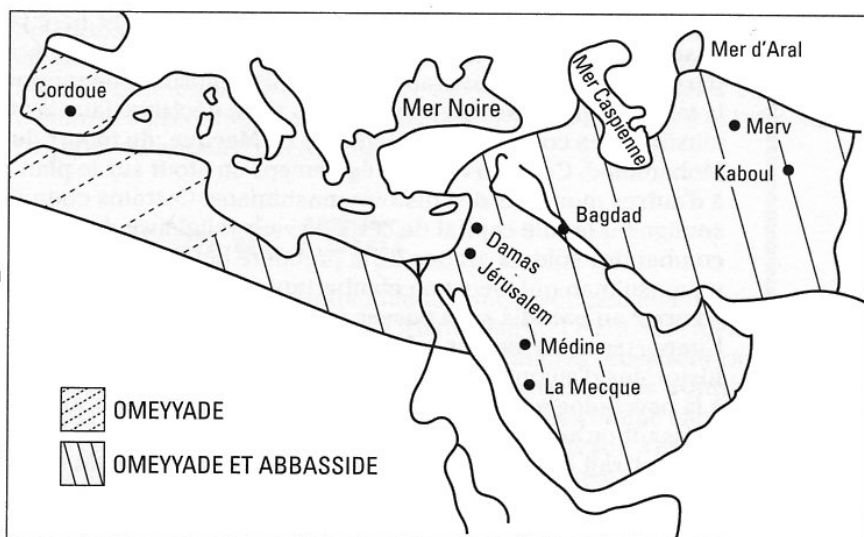 Mer d'Aral
Cordoue
Mer Noire
Mer Caspienne
Merv
Kaboul
Bagdad
Damas
Jérusalem
Médine
La Mecque
OMEYYADE
OMEYYADE ET ABBASSIDE